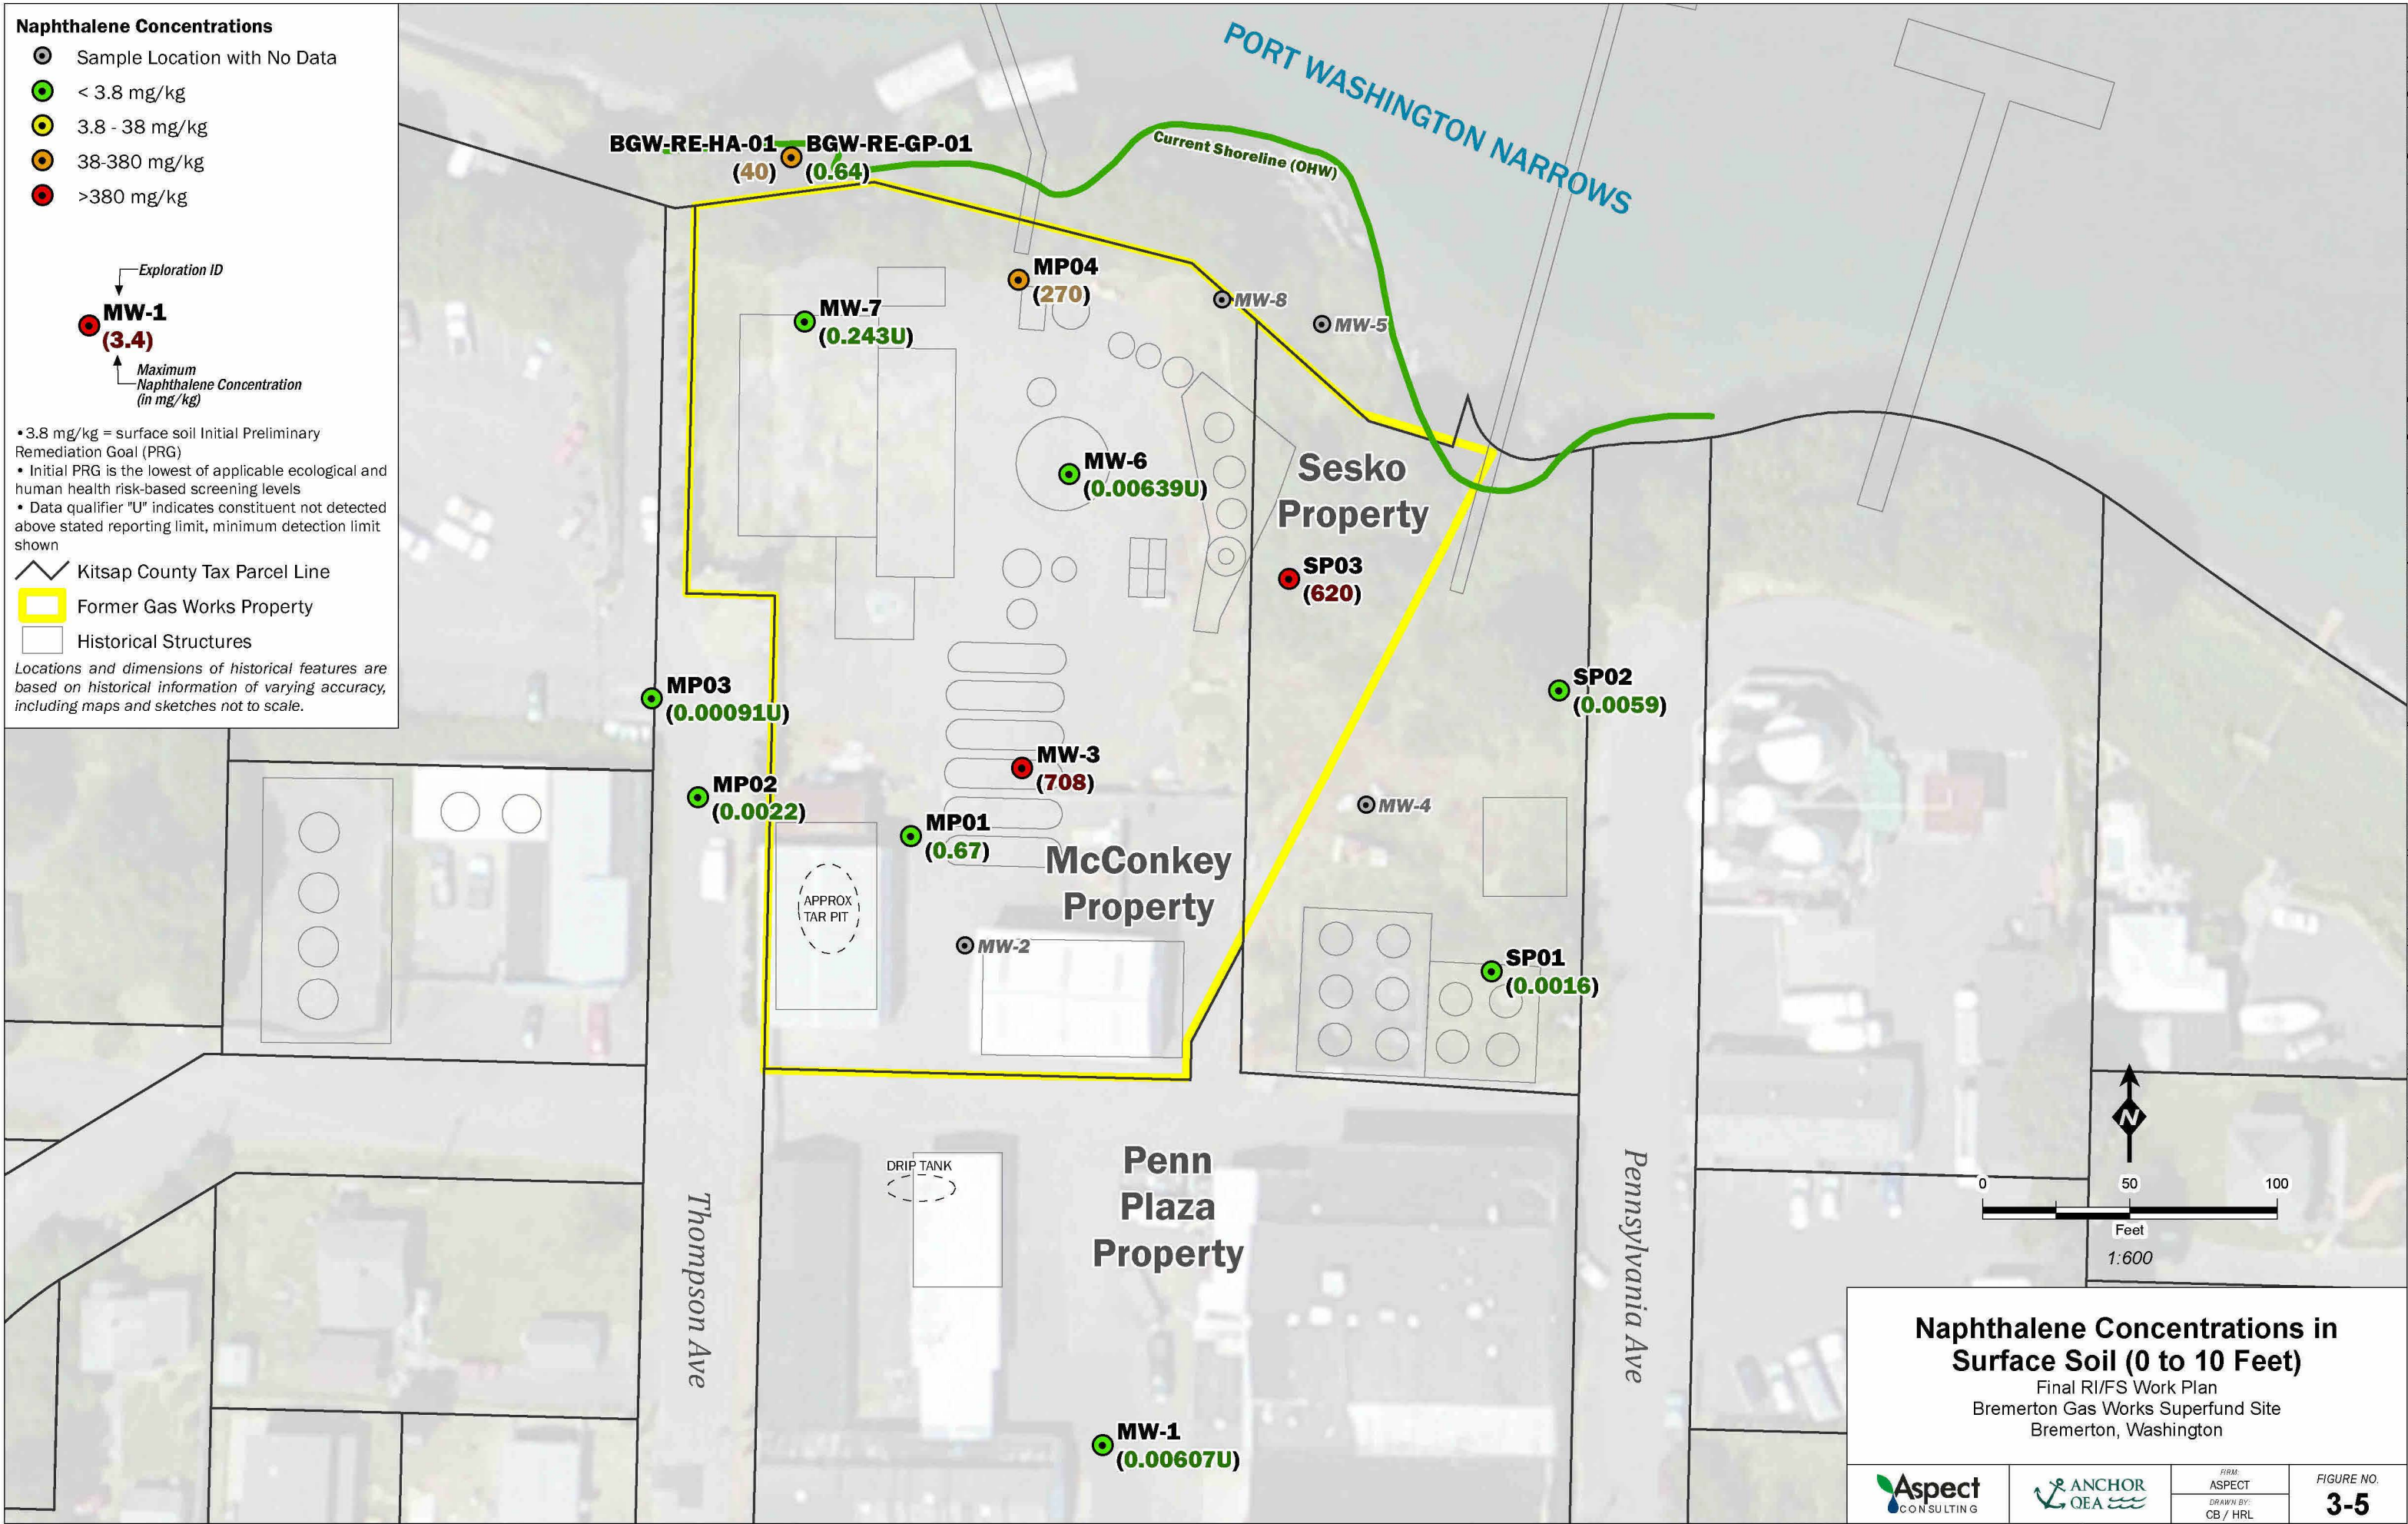 Naphthalene Concentrations
Sample Location with No Data
< 3.8 mg/kg
3.8 - 38 mg/kg
38-380 mg/kg
>380 mg/kg
Exploration ID
MW-1
(3.4)
Maximum
Naphthalene Concentration
(in mg/kg)
•3.8 mg/kg = surface soil Initial Preliminary
Remediation Goal (PRG)
• Initial PRG is the lowest of applicable ecological and
human health risk-based screening levels
• Data qualifier "U" indicates constituent not detected
above stated reporting limit, minimum detection limit
shown
Kitsap County Tax Parcel Line
Former Gas Works Property
Historical Structures
Locations and dimensions of historical features are
based on historical information of varying accuracy,
including maps and sketches not to scale.
PORT WASHINGTON NARROWS
Current Shoreline (OHW)
BGW-RE-HA-01
(40)
BGW-RE-GP-01
(0.64)
MP04
(270)
MW-7
(0.243U)
MW-8
MW-5
MW-6
(0.00639U)
Sesko
Property
SP03
(620)
MP03
(0.00091U)
SP02
(0.0059)
MW-3
(708)
MP02
(0.0022)
MW-4
MP01
(0.67)
McConkey
Property
APPROX
TAR PIT
MW-2
SP01
(0.0016)
DRIP TANK
Penn
Plaza
Property
Thompson Ave
Pennsylvania Ave
MW-1
(0.00607U)
N
0 50 100
Feet
1:600
Naphthalene Concentrations in
Surface Soil (0 to 10 Feet)
Final RI/FS Work Plan
Bremerton Gas Works Superfund Site
Bremerton, Washington
Aspect
CONSULTING
ANCHOR
QEA
FIRM:
ASPECT
DRAWN BY:
CB / HRL
FIGURE NO.
3-5